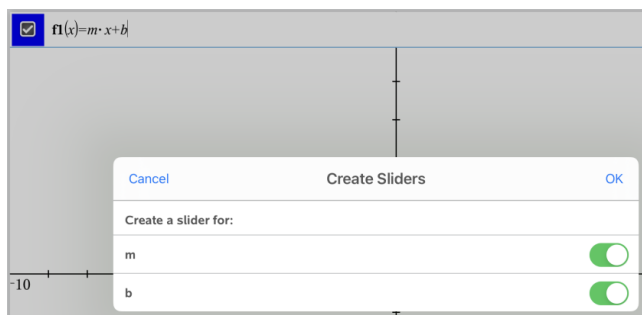 f1(x)=m· x+b
Cancel Create Sliders OK
Create a slider for:
m
-10
b